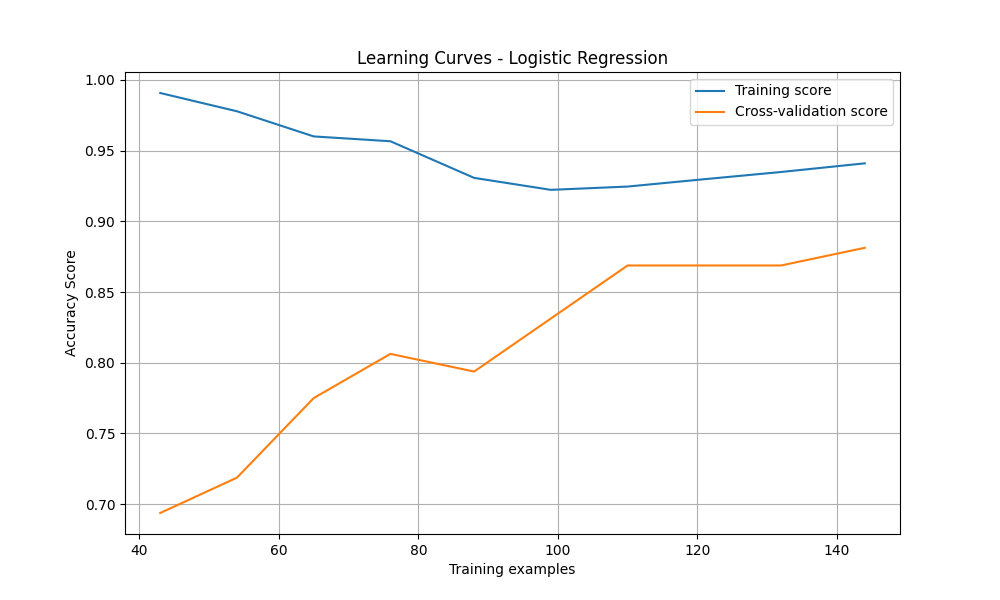 Learning Curves - Logistic Regression
Training score
Cross-validation score
Accuracy Score
1.00
0.95
0.90
0.85
0.80
0.75
0.70
40 60 80 100 120 140
Training examples